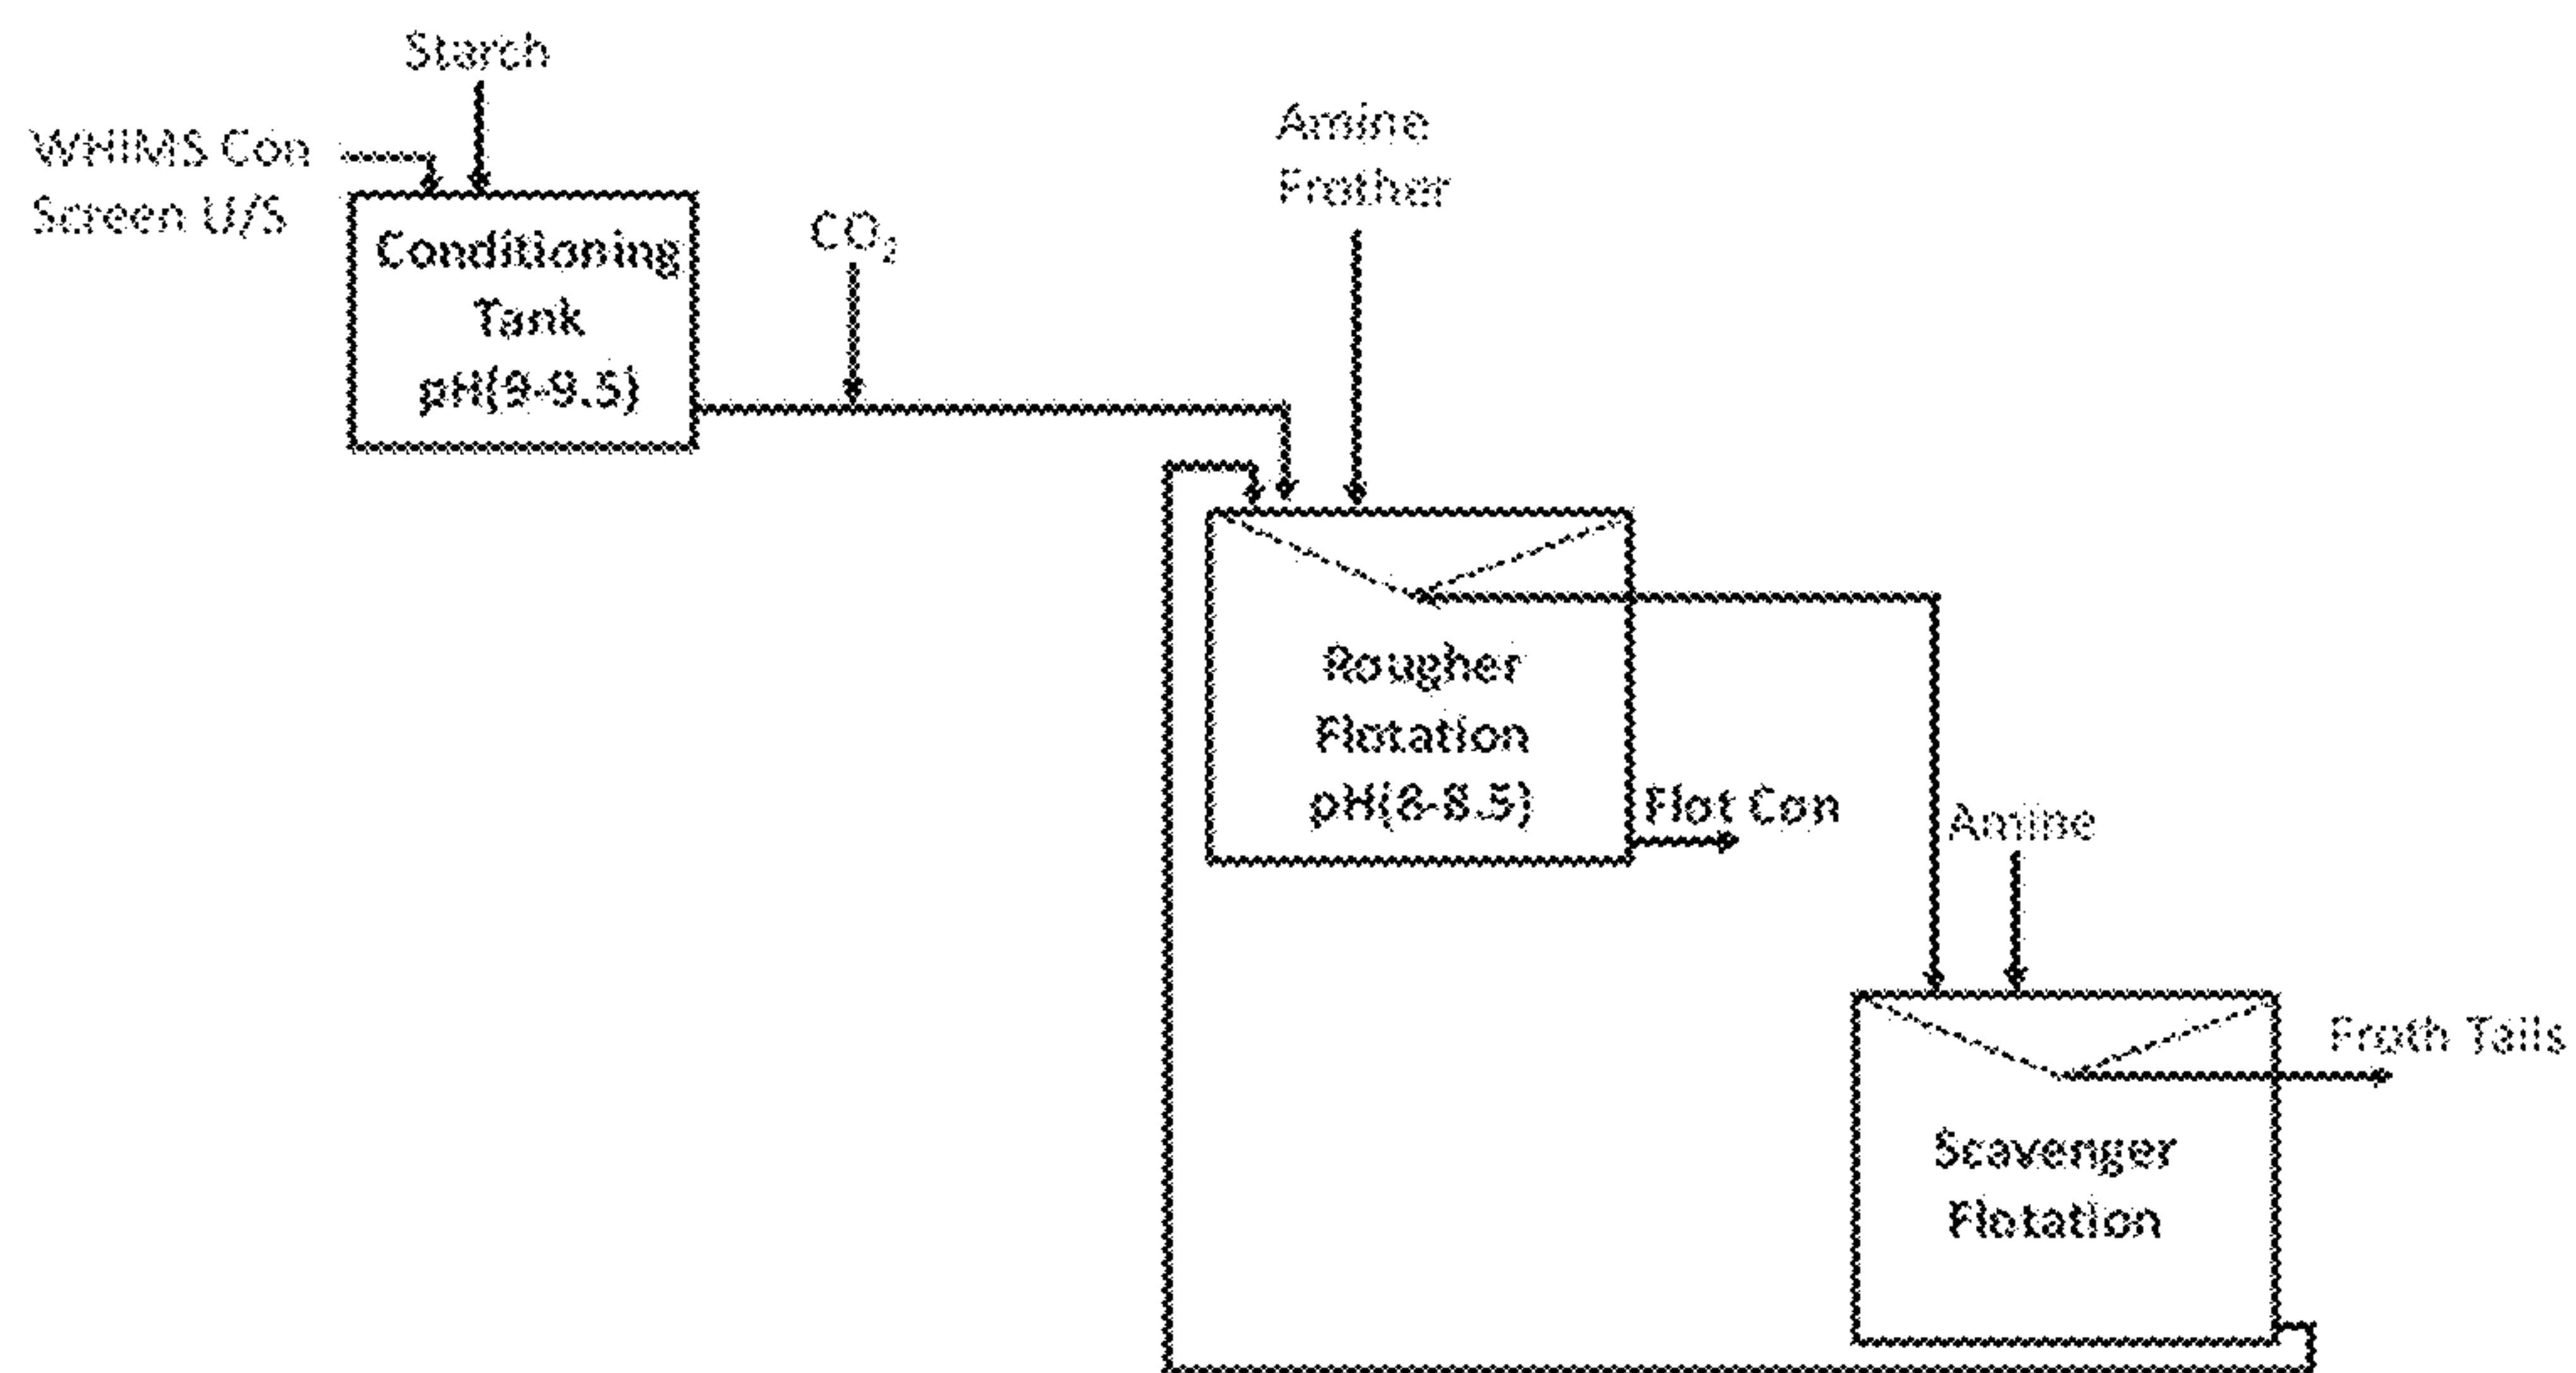 Starch
WHIMS Con
Screen U/S
Conditioning
Tank
pH(9-9.5)
CO₂
Amine
Frother
Rougher
Flotation
pH(8-8.5)
Flot Con
Amine
Scavenger
Flotation
Froth Tails